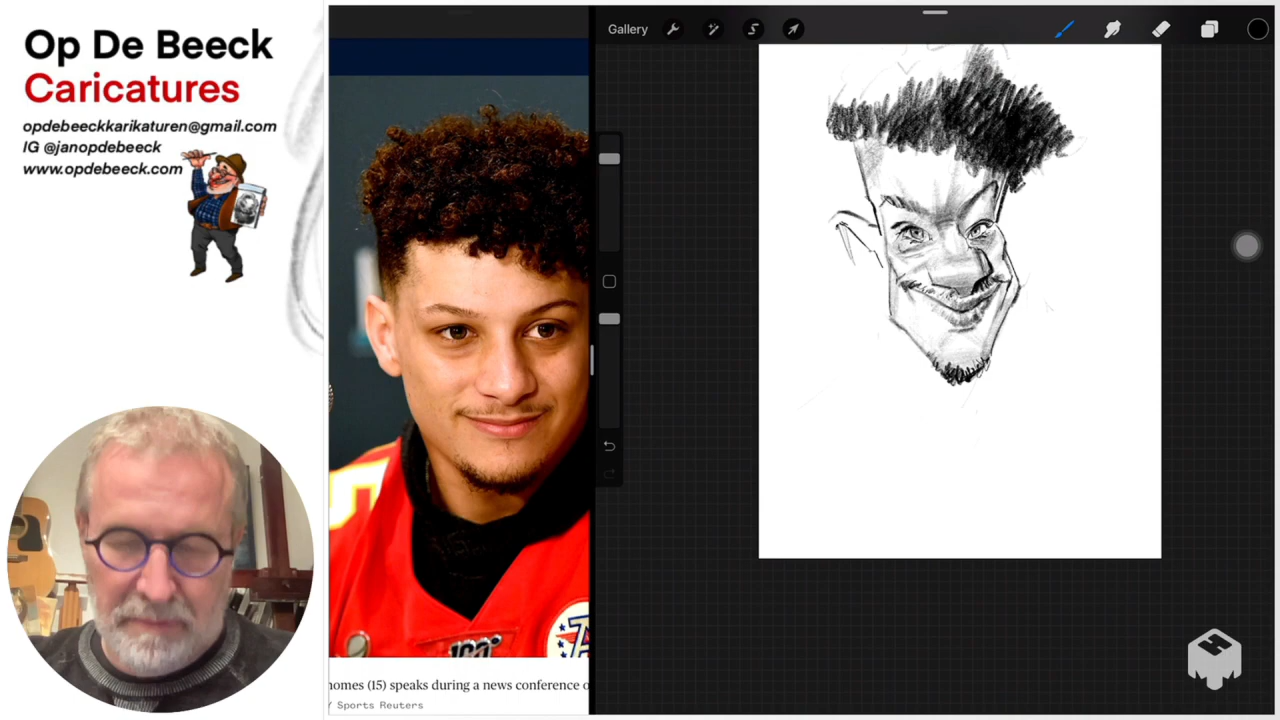 Op De Beeck
Caricatures
opdebeeckkarikaturen@gmail.com
IG @janopdebeeck
www.opdebeeck.com
Gallery
homes (15) speaks during a news conference o
/ Sports Reuters